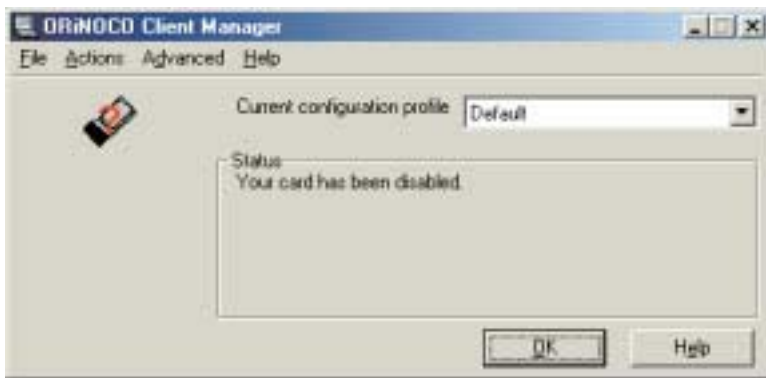 ORiNOCO Client Manager
File Actions Advanced Help
Current configuration profile Default
Status
Your card has been disabled.
OK Help